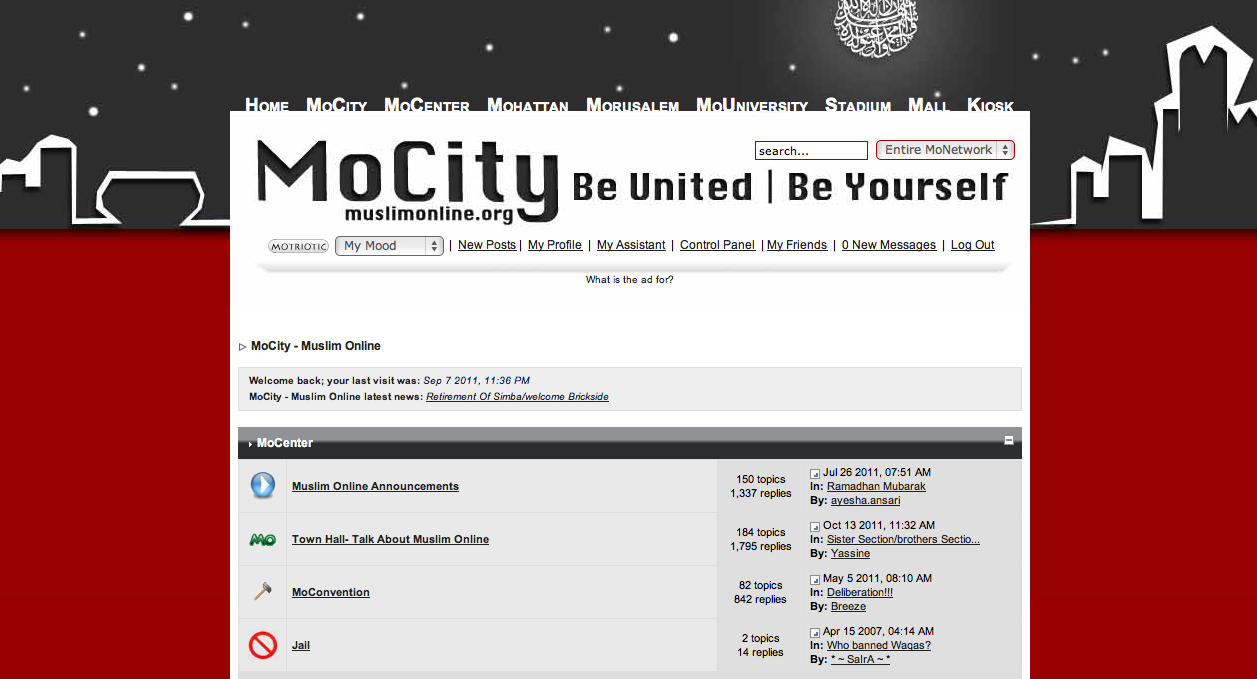 Home MoCity MoCenter Mohattan Morusalem MoUniversity Stadium Mall Kiosk
MoCity
muslimonline.org
Be United | Be Yourself
search... Entire MoNetwork
MOTRIOTIC My Mood | New Posts | My Profile | My Assistant | Control Panel | My Friends | 0 New Messages | Log Out
What is the ad for?
MoCity - Muslim Online
Welcome back; your last visit was: Sep 7 2011, 11:36 PM
MoCity - Muslim Online latest news: Retirement Of Simba/welcome Brickside
MoCenter
Muslim Online Announcements
150 topics
1,337 replies
Jul 26 2011, 07:51 AM
In: Ramadhan Mubarak
By: ayesha.ansari
MO
Town Hall- Talk About Muslim Online
184 topics
1,795 replies
Oct 13 2011, 11:32 AM
In: Sister Section/brothers Sectio...
By: Yassine
MoConvention
82 topics
842 replies
May 5 2011, 08:10 AM
In: Deliberation!!!
By: Breeze
Jail
2 topics
14 replies
Apr 15 2007, 04:14 AM
In: Who banned Waqas?
By: * ~ SaIrA ~ *